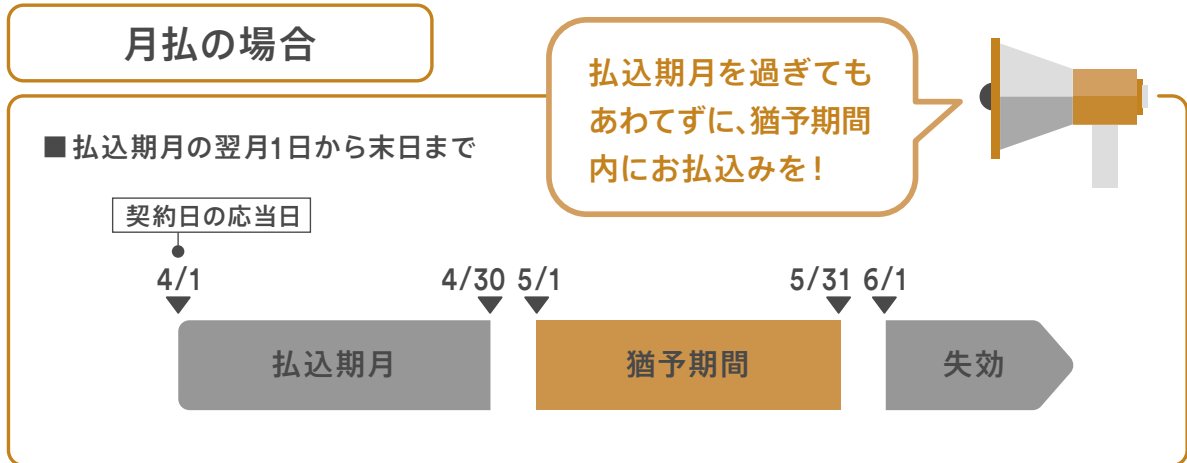 月払の場合
払込期月を過ぎても
あわてずに、猶予期間
内にお払込みを！
■払込期月の翌月1日から末日まで
契約日の応当日
4/1
4/30
5/1
5/31
6/1
払込期月
猶予期間
失効